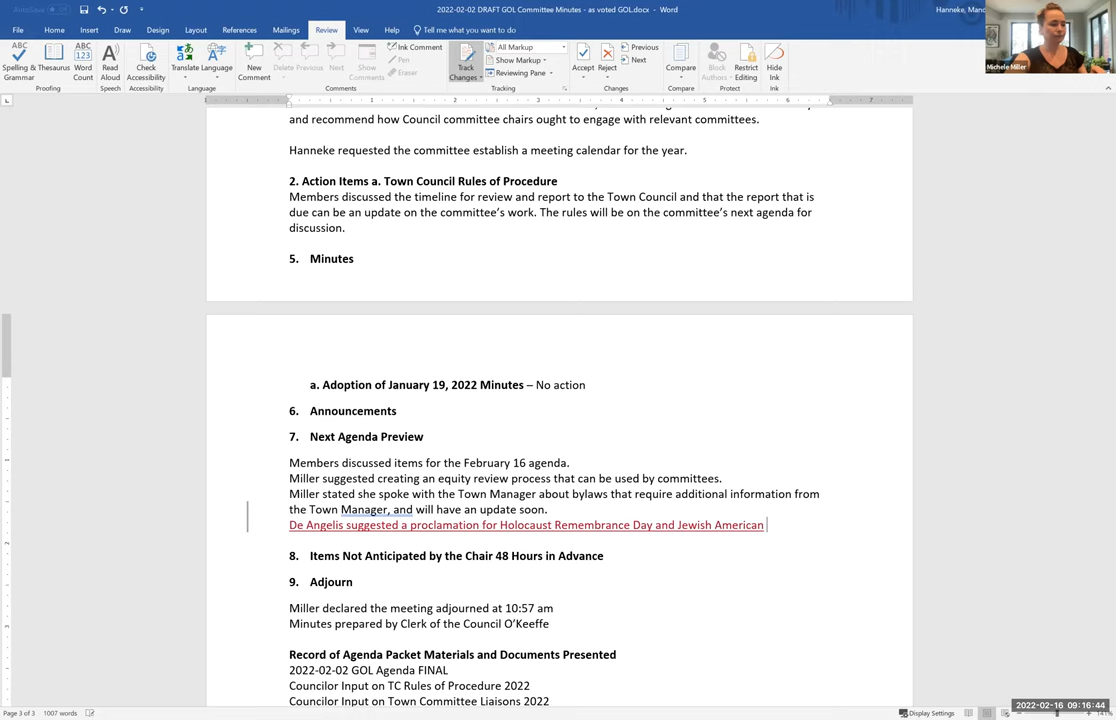 AutoSave Off
2022-02-02 DRAFT GOL Committee Minutes - as voted GOL.docx - Word
Hanneke, Mand
File Home Insert Draw Design Layout References Mailings Review View Help Tell me what you want to do
Spelling & Grammar
Thesaurus
Word Count
Read Aloud
Check Accessibility
Translate
Language
New Comment
Delete
Previous
Next
Show Comments
Ink Comment
Pen
Eraser
Track Changes
All Markup
Show Markup
Reviewing Pane
Accept
Reject
Previous
Next
Compare
Block Authors
Restrict Editing
Hide Ink
Proofing Speech Accessibility Language Comments Tracking Changes Compare Protect Ink
Michele Miller
1 2 3 4 5 6 7
and recommend how Council committee chairs ought to engage with relevant committees.
Hanneke requested the committee establish a meeting calendar for the year.
2. Action Items a. Town Council Rules of Procedure
Members discussed the timeline for review and report to the Town Council and that the report that is
due can be an update on the committee's work. The rules will be on the committee's next agenda for
discussion.
5. Minutes
a. Adoption of January 19, 2022 Minutes – No action
6. Announcements
7. Next Agenda Preview
Members discussed items for the February 16 agenda.
Miller suggested creating an equity review process that can be used by committees.
Miller stated she spoke with the Town Manager about bylaws that require additional information from
the Town Manager, and will have an update soon.
De Angelis suggested a proclamation for Holocaust Remembrance Day and Jewish American
8. Items Not Anticipated by the Chair 48 Hours in Advance
9. Adjourn
Miller declared the meeting adjourned at 10:57 am
Minutes prepared by Clerk of the Council O'Keeffe
Record of Agenda Packet Materials and Documents Presented
2022-02-02 GOL Agenda FINAL
Councilor Input on TC Rules of Procedure 2022
Councilor Input on Town Committee Liaisons 2022
Page 3 of 3 1007 words
Display Settings
2022-02-16 09:16:44